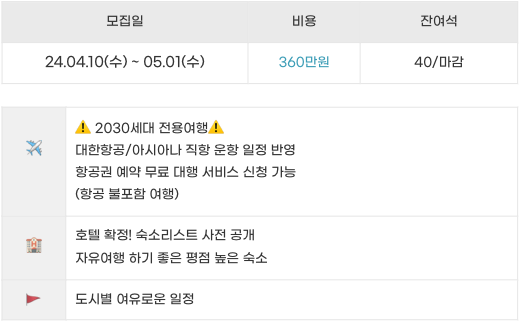 모집일 비용 잔여석
24.04.10(수) ~ 05.01(수) 360만원 40/마감
⚠️ 2030세대 전용여행⚠️
대한항공/아시아나 직항 운항 일정 반영
항공권 예약 무료 대행 서비스 신청 가능
(항공 불포함 여행)
호텔 확정! 숙소리스트 사전 공개
자유여행 하기 좋은 평점 높은 숙소
도시별 여유로운 일정